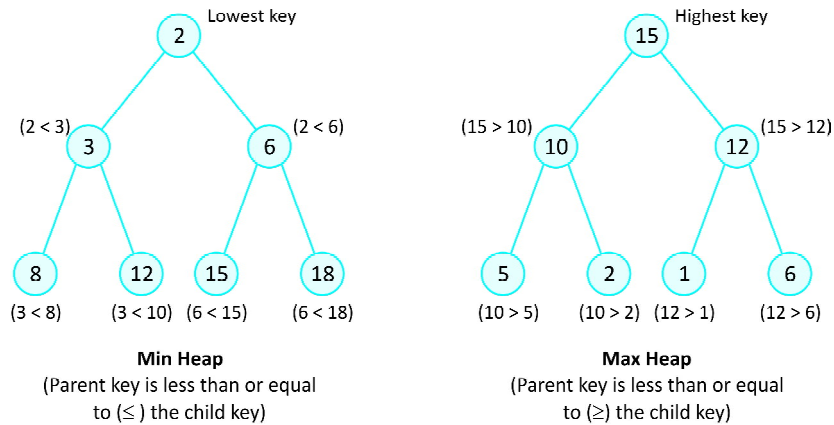 Lowest key
2
(2 < 3)
(2 < 6)
3
6
8
12
15
18
(3 < 8)
(3 < 10)
(6 < 15)
(6 < 18)
Min Heap
(Parent key is less than or equal
to (≤ ) the child key)
Highest key
15
(15 > 10)
(15 > 12)
10
12
5
2
1
6
(10 > 5)
(10 > 2)
(12 > 1)
(12 > 6)
Max Heap
(Parent key is less than or equal
to (≥) the child key)